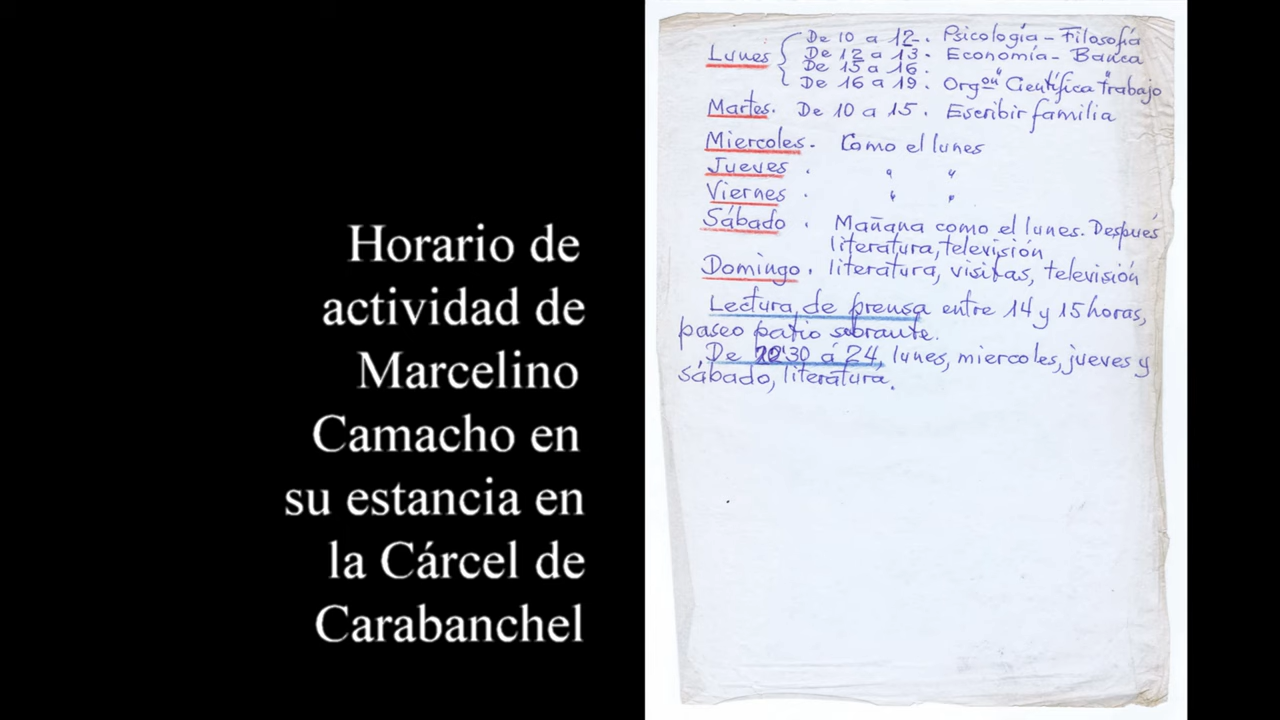 Horario de
actividad de
Marcelino
Camacho en
su estancia en
la Cárcel de
Carabanchel
Lunes
De 10 a 12. Psicología - Filosofía
De 12 a 13. Economía - Banca
De 15 a 16. " "
De 16 a 19. Orgon Científica trabajo
Martes. De 10 a 15. Escribir familia
Miercoles. Como el lunes
Jueves . " "
Viernes . " "
Sábado . Mañana como el lunes. Después
literatura, televisión
Domingo. literatura, visitas, televisión
Lectura de prensa entre 14 y 15 horas,
paseo patio sobrante.
De 20'30 á 24, lunes, miercoles, jueves y
sábado, literatura.